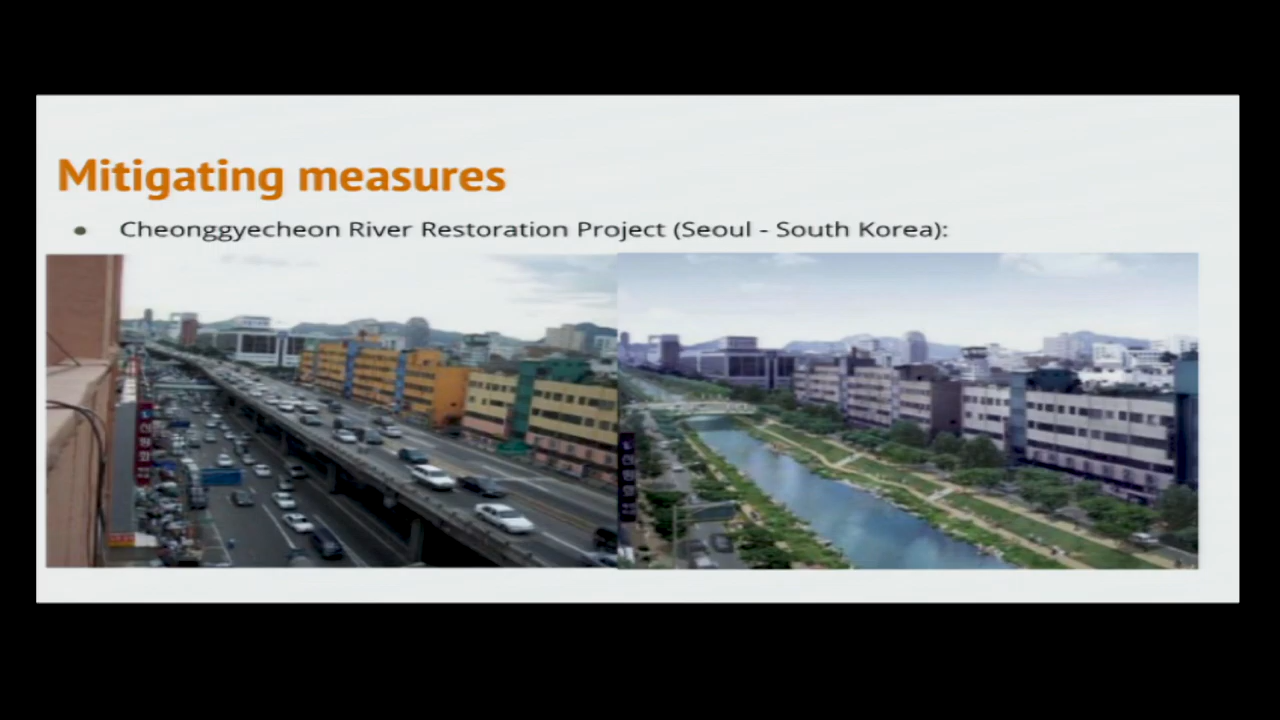 Mitigating measures
Cheonggyecheon River Restoration Project (Seoul - South Korea):